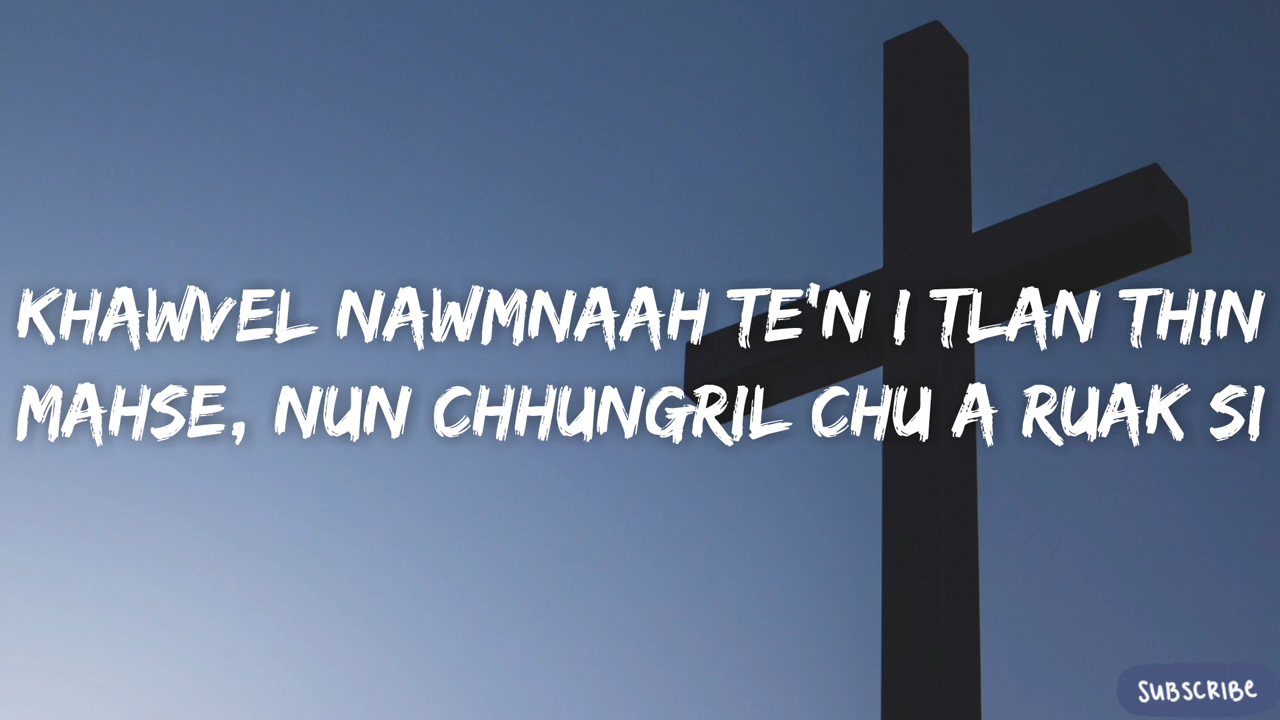 KHAWVEL NAWMNAAH TE'N I TLAN THIN
MAHSE, NUN CHHUNGRIL CHU A RUAK SI
SUBSCRIBE